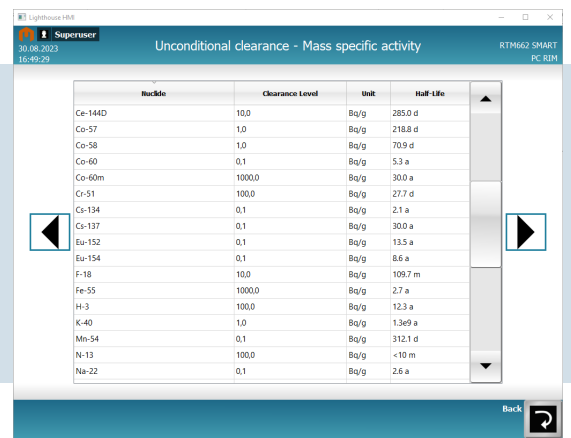 Lighthouse HMI
Superuser
30.08.2023
16:49:29
Unconditional clearance - Mass specific activity
RTM662 SMART
PC RIM
Nuclide Clearance Level Unit Half-Life
Ce-144D 10,0 Bq/g 285.0 d
Co-57 1,0 Bq/g 218.8 d
Co-58 1,0 Bq/g 70.9 d
Co-60 0,1 Bq/g 5.3 a
Co-60m 1000,0 Bq/g 30.0 a
Cr-51 100,0 Bq/g 27.7 d
Cs-134 0,1 Bq/g 2.1 a
Cs-137 0,1 Bq/g 30.0 a
Eu-152 0,1 Bq/g 13.5 a
Eu-154 0,1 Bq/g 8.6 a
F-18 10,0 Bq/g 109.7 m
Fe-55 1000,0 Bq/g 2.7 a
H-3 100,0 Bq/g 12.3 a
K-40 1,0 Bq/g 1.3e9 a
Mn-54 0,1 Bq/g 312.1 d
N-13 100,0 Bq/g <10 m
Na-22 0,1 Bq/g 2.6 a
Back